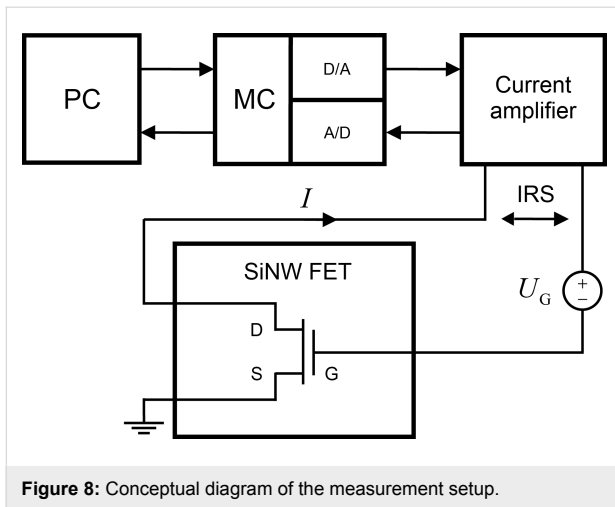 PC
MC
D/A
A/D
Current
amplifier
I
IRS
SiNW FET
U_G
+
−
D
S
G
Figure 8: Conceptual diagram of the measurement setup.